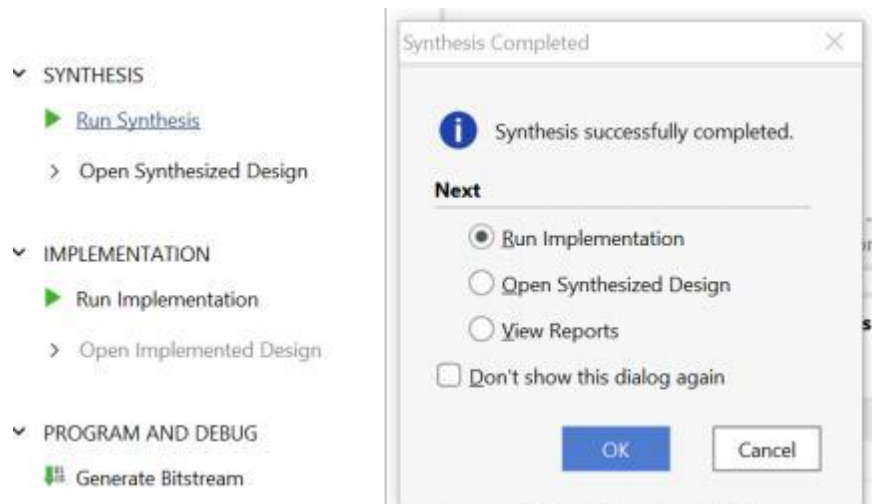 SYNTHESIS
Run Synthesis
Open Synthesized Design
IMPLEMENTATION
Run Implementation
Open Implemented Design
PROGRAM AND DEBUG
Generate Bitstream
Synthesis Completed
Synthesis successfully completed.
Next
Run Implementation
Open Synthesized Design
View Reports
Don't show this dialog again
OK
Cancel